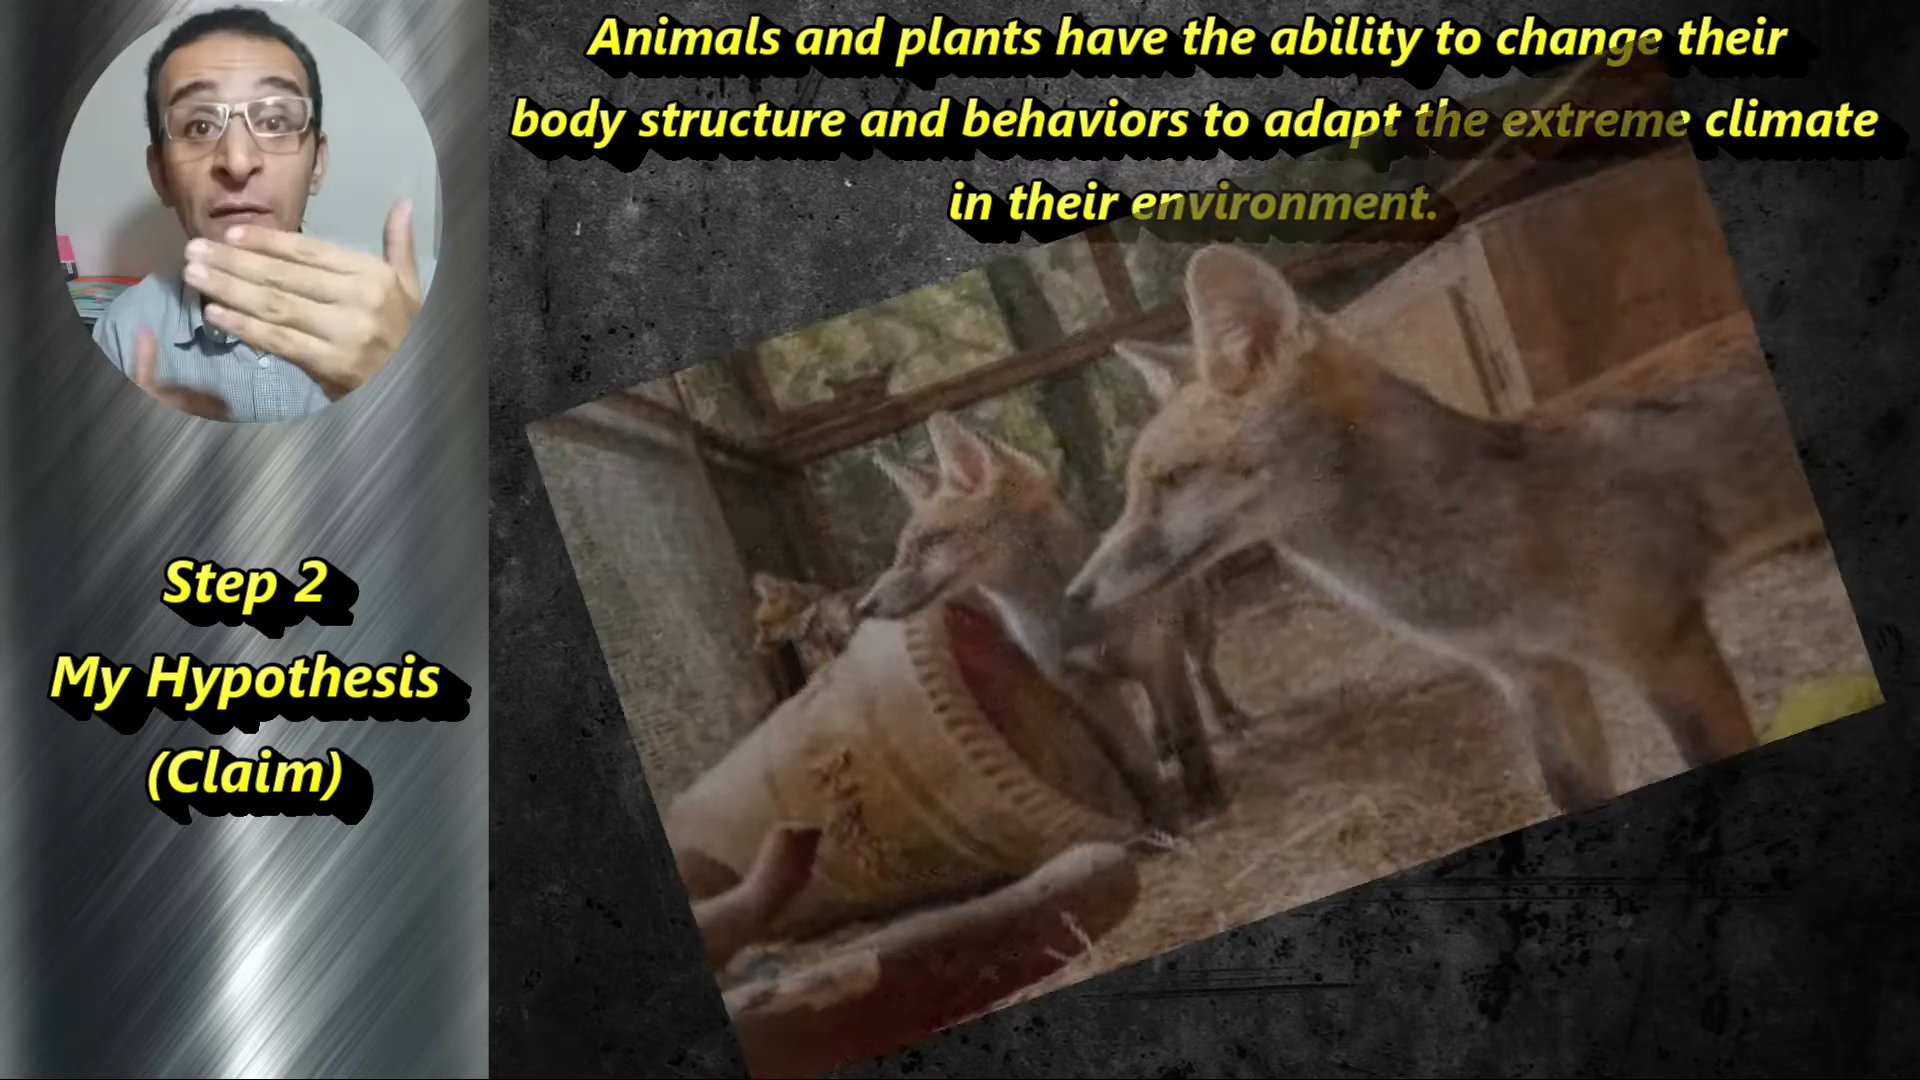 Animals and plants have the ability to change their
body structure and behaviors to adapt the extreme climate
in their environment.
Step 2
My Hypothesis
(Claim)